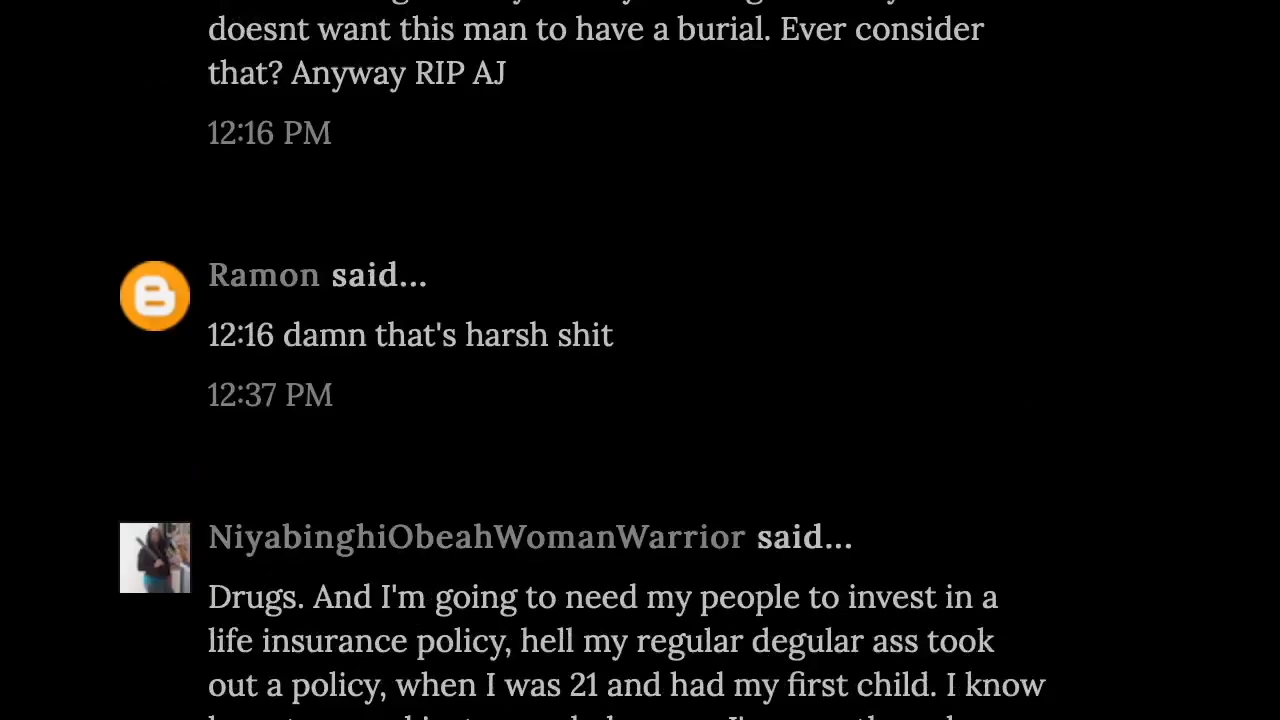 doesnt want this man to have a burial. Ever consider
that? Anyway RIP AJ
12:16 PM
Ramon said...
12:16 damn that's harsh shit
12:37 PM
NiyabinghiObeahWomanWarrior said...
Drugs. And I'm going to need my people to invest in a
life insurance policy, hell my regular degular ass took
out a policy, when I was 21 and had my first child. I know